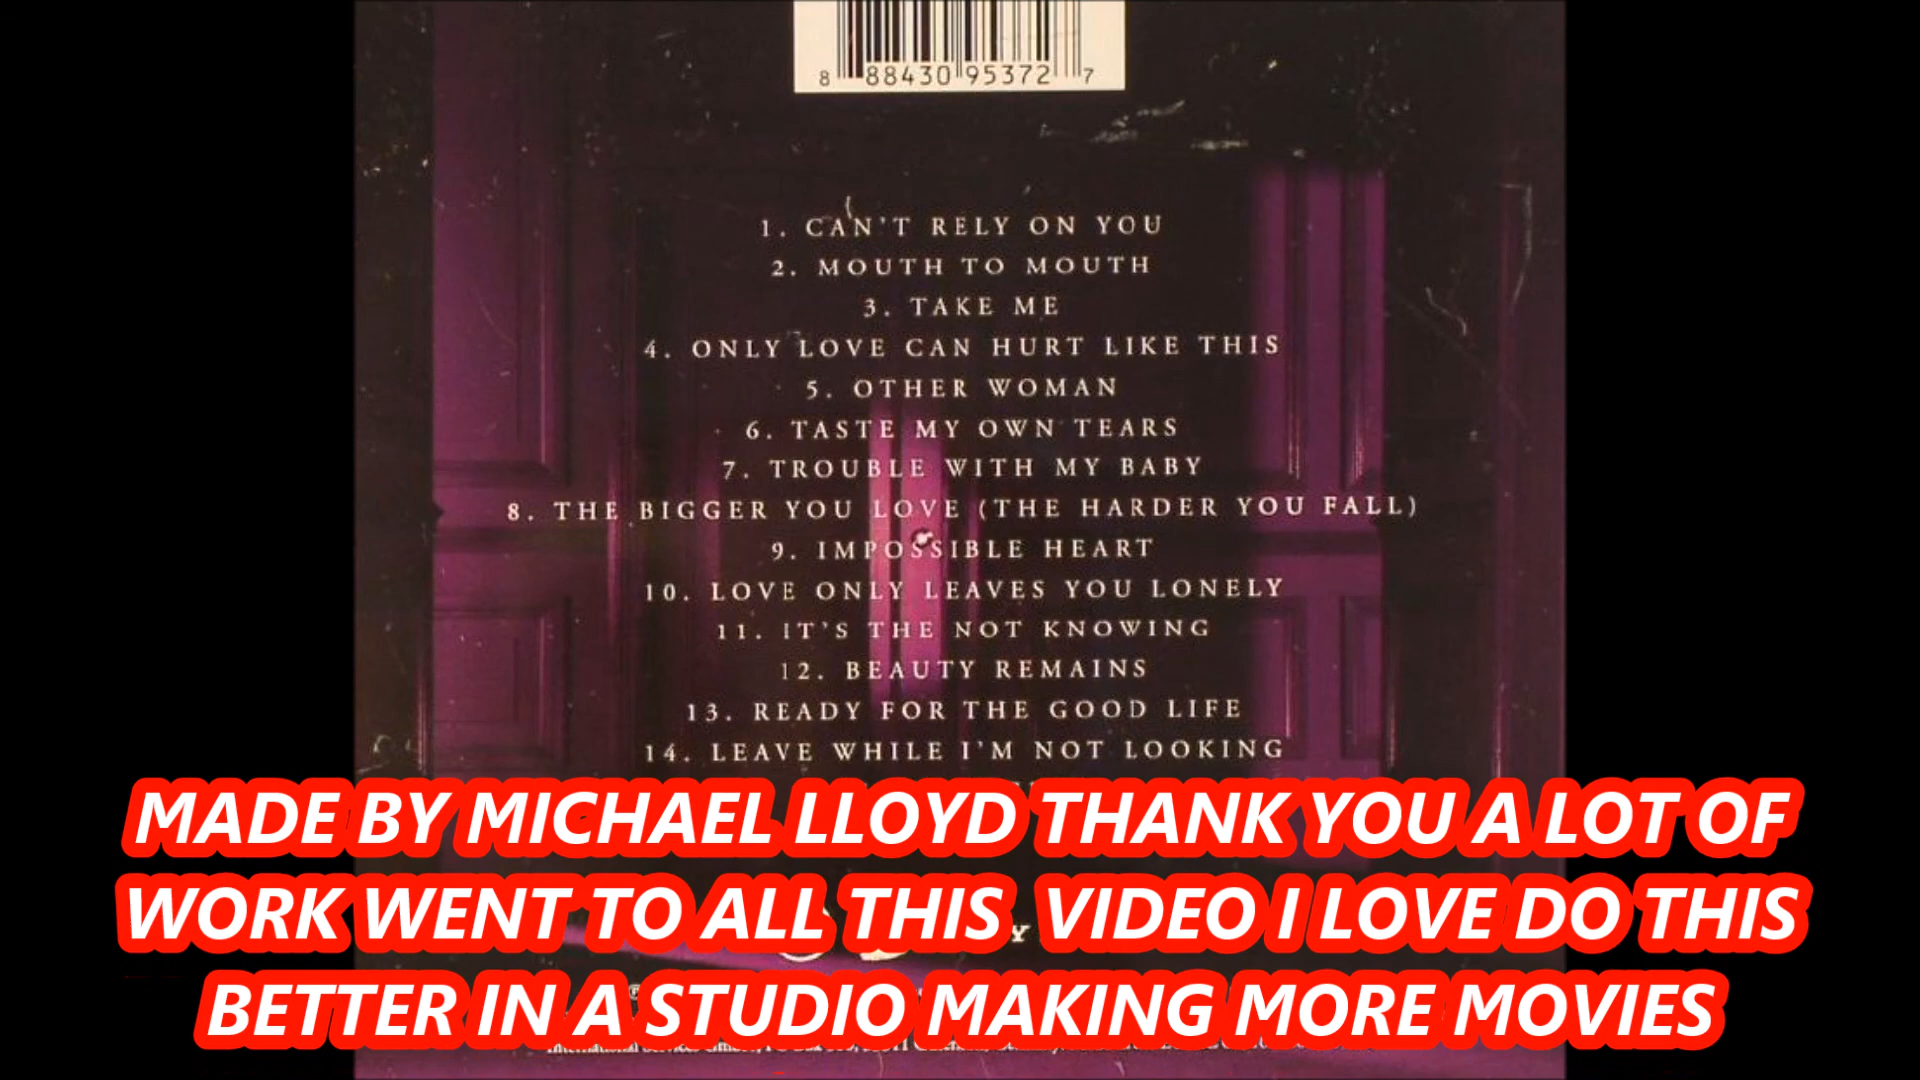 8 88430 95372 7
1. CAN'T RELY ON YOU
2. MOUTH TO MOUTH
3. TAKE ME
4. ONLY LOVE CAN HURT LIKE THIS
5. OTHER WOMAN
6. TASTE MY OWN TEARS
7. TROUBLE WITH MY BABY
8. THE BIGGER YOU LOVE (THE HARDER YOU FALL)
9. IMPOSSIBLE HEART
10. LOVE ONLY LEAVES YOU LONELY
11. IT'S THE NOT KNOWING
12. BEAUTY REMAINS
13. READY FOR THE GOOD LIFE
14. LEAVE WHILE I'M NOT LOOKING
MADE BY MICHAEL LLOYD THANK YOU A LOT OF
WORK WENT TO ALL THIS VIDEO I LOVE DO THIS
BETTER IN A STUDIO MAKING MORE MOVIES